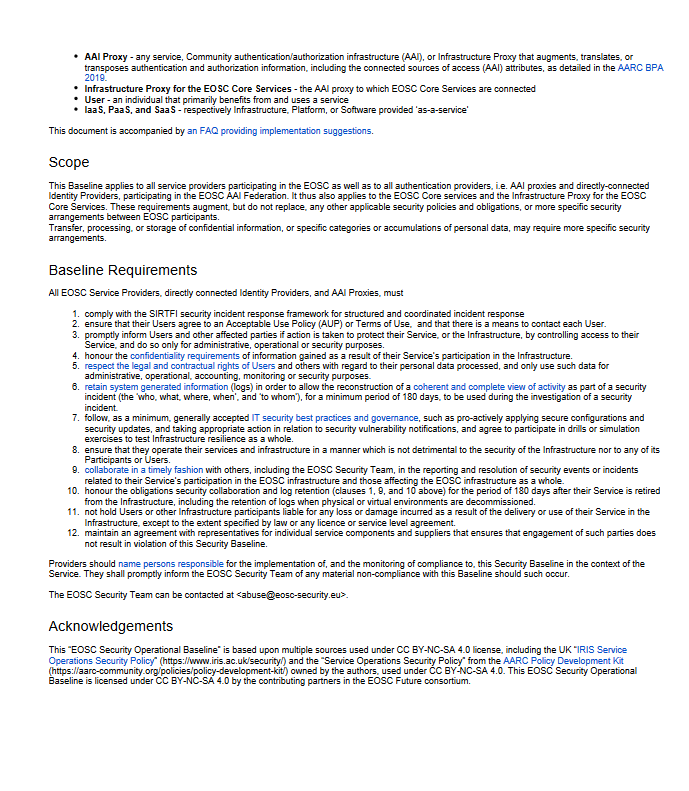 • AAI Proxy - any service, Community authentication/authorization infrastructure (AAI), or Infrastructure Proxy that augments, translates, or
transposes authentication and authorization information, including the connected sources of access (AAI) attributes, as detailed in the AARC BPA
2019.
• Infrastructure Proxy for the EOSC Core Services - the AAI proxy to which EOSC Core Services are connected
• User - an individual that primarily benefits from and uses a service
• IaaS, PaaS, and SaaS - respectively Infrastructure, Platform, or Software provided 'as-a-service'
This document is accompanied by an FAQ providing implementation suggestions.
Scope
This Baseline applies to all service providers participating in the EOSC as well as to all authentication providers, i.e. AAI proxies and directly-connected
Identity Providers, participating in the EOSC AAI Federation. It thus also applies to the EOSC Core services and the Infrastructure Proxy for the EOSC
Core Services. These requirements augment, but do not replace, any other applicable security policies and obligations, or more specific security
arrangements between EOSC participants.
Transfer, processing, or storage of confidential information, or specific categories or accumulations of personal data, may require more specific security
arrangements.
Baseline Requirements
All EOSC Service Providers, directly connected Identity Providers, and AAI Proxies, must
1. comply with the SIRTFI security incident response framework for structured and coordinated incident response
2. ensure that their Users agree to an Acceptable Use Policy (AUP) or Terms of Use, and that there is a means to contact each User.
3. promptly inform Users and other affected parties if action is taken to protect their Service, or the Infrastructure, by controlling access to their
Service, and do so only for administrative, operational or security purposes.
4. honour the confidentiality requirements of information gained as a result of their Service's participation in the Infrastructure.
5. respect the legal and contractual rights of Users and others with regard to their personal data processed, and only use such data for
administrative, operational, accounting, monitoring or security purposes.
6. retain system generated information (logs) in order to allow the reconstruction of a coherent and complete view of activity as part of a security
incident (the 'who, what, where, when', and 'to whom'), for a minimum period of 180 days, to be used during the investigation of a security
incident.
7. follow, as a minimum, generally accepted IT security best practices and governance, such as pro-actively applying secure configurations and
security updates, and taking appropriate action in relation to security vulnerability notifications, and agree to participate in drills or simulation
exercises to test Infrastructure resilience as a whole.
8. ensure that they operate their services and infrastructure in a manner which is not detrimental to the security of the Infrastructure nor to any of its
Participants or Users.
9. collaborate in a timely fashion with others, including the EOSC Security Team, in the reporting and resolution of security events or incidents
related to their Service's participation in the EOSC infrastructure and those affecting the EOSC infrastructure as a whole.
10. honour the obligations security collaboration and log retention (clauses 1, 9, and 10 above) for the period of 180 days after their Service is retired
from the Infrastructure, including the retention of logs when physical or virtual environments are decommissioned.
11. not hold Users or other Infrastructure participants liable for any loss or damage incurred as a result of the delivery or use of their Service in the
Infrastructure, except to the extent specified by law or any licence or service level agreement.
12. maintain an agreement with representatives for individual service components and suppliers that ensures that engagement of such parties does
not result in violation of this Security Baseline.
Providers should name persons responsible for the implementation of, and the monitoring of compliance to, this Security Baseline in the context of the
Service. They shall promptly inform the EOSC Security Team of any material non-compliance with this Baseline should such occur.
The EOSC Security Team can be contacted at <abuse@eosc-security.eu>.
Acknowledgements
This "EOSC Security Operational Baseline" is based upon multiple sources used under CC BY-NC-SA 4.0 license, including the UK "IRIS Service
Operations Security Policy" (https://www.iris.ac.uk/security/) and the "Service Operations Security Policy" from the AARC Policy Development Kit
(https://aarc-community.org/policies/policy-development-kit/) owned by the authors, used under CC BY-NC-SA 4.0. This EOSC Security Operational
Baseline is licensed under CC BY-NC-SA 4.0 by the contributing partners in the EOSC Future consortium.